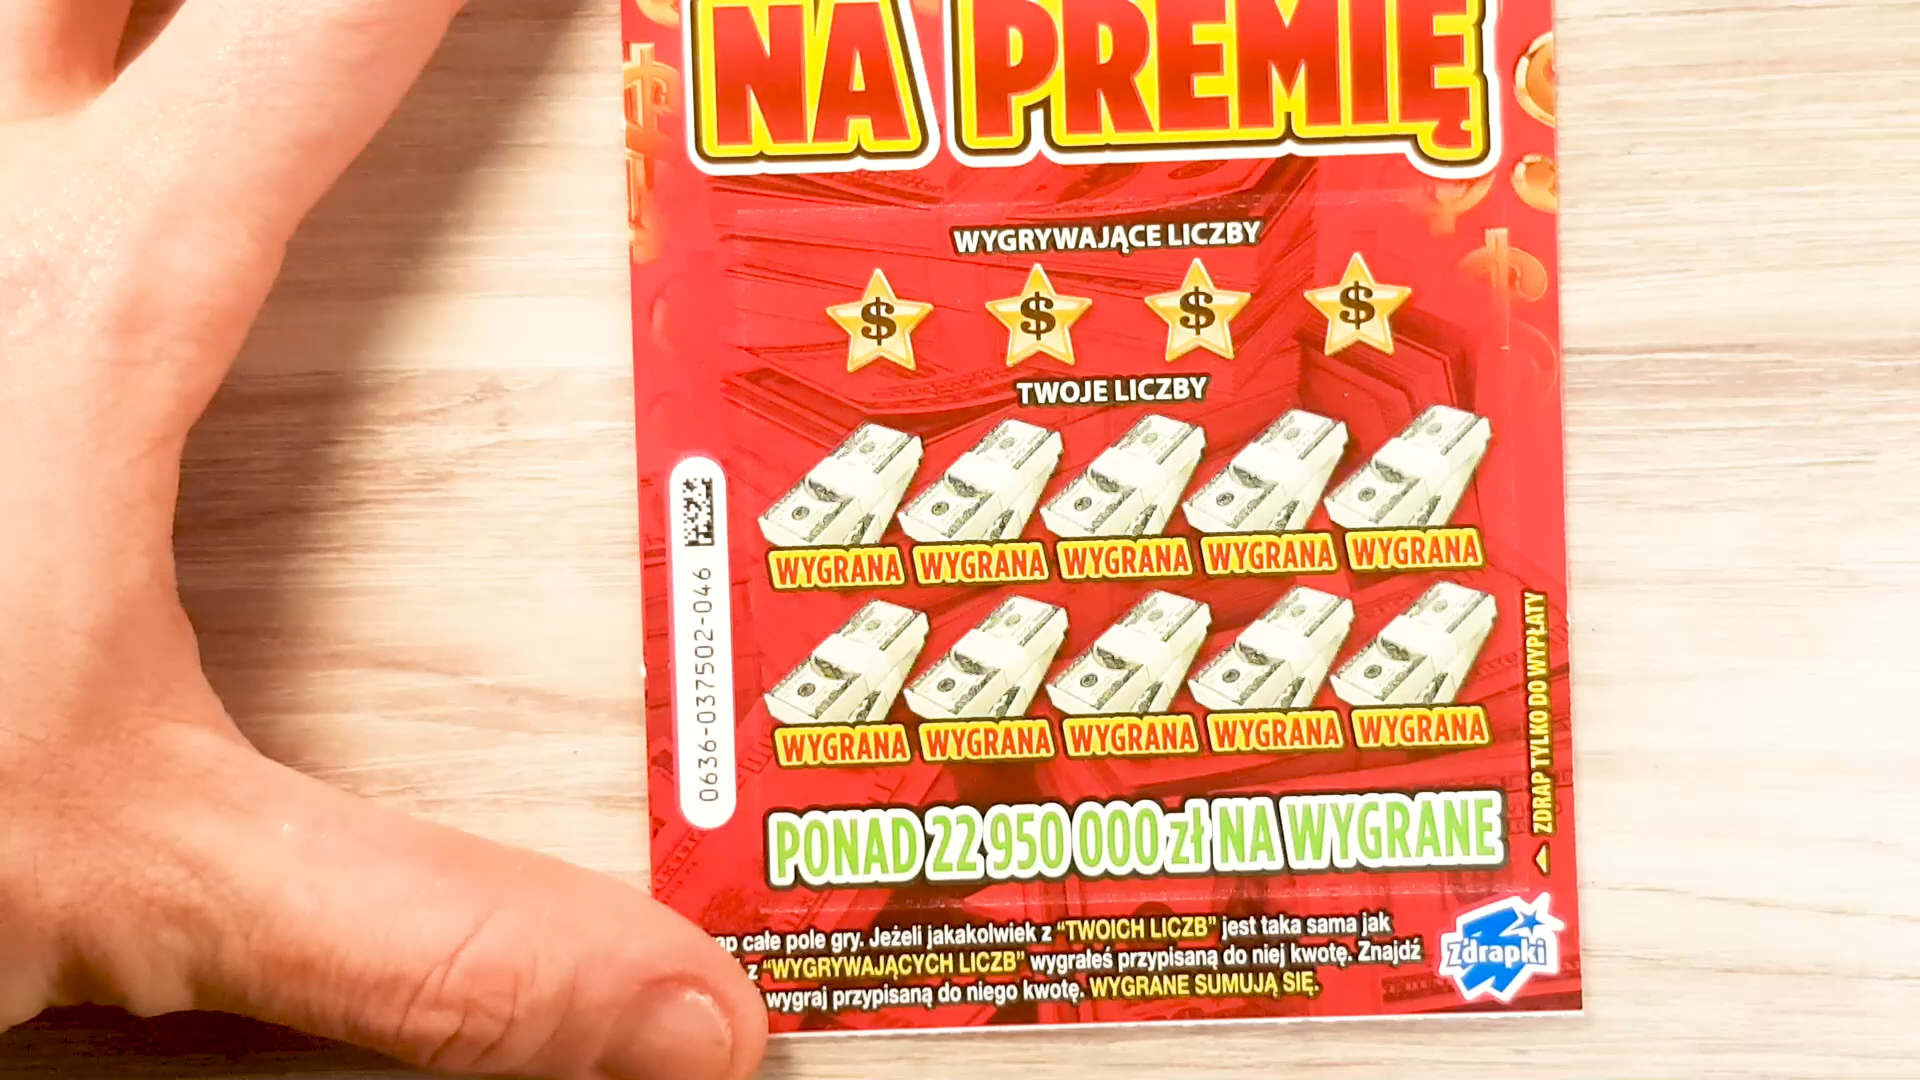 NA PREMIĘ
WYGRYWAJĄCE LICZBY
$ $ $ $
TWOJE LICZBY
WYGRANA WYGRANA WYGRANA WYGRANA WYGRANA
WYGRANA WYGRANA WYGRANA WYGRANA WYGRANA
0636-037502-046
ZDRAP TYLKO DO WYPŁATY
PONAD 22 950 000 zł NA WYGRANE
całe pole gry. Jeżeli jakakolwiek z "TWOICH LICZB" jest taka sama jak
z "WYGRYWAJĄCYCH LICZB" wygrałeś przypisaną do niej kwotę. Znajdź
wygraj przypisaną do niego kwotę. WYGRANE SUMUJĄ SIĘ.
Zdrapki